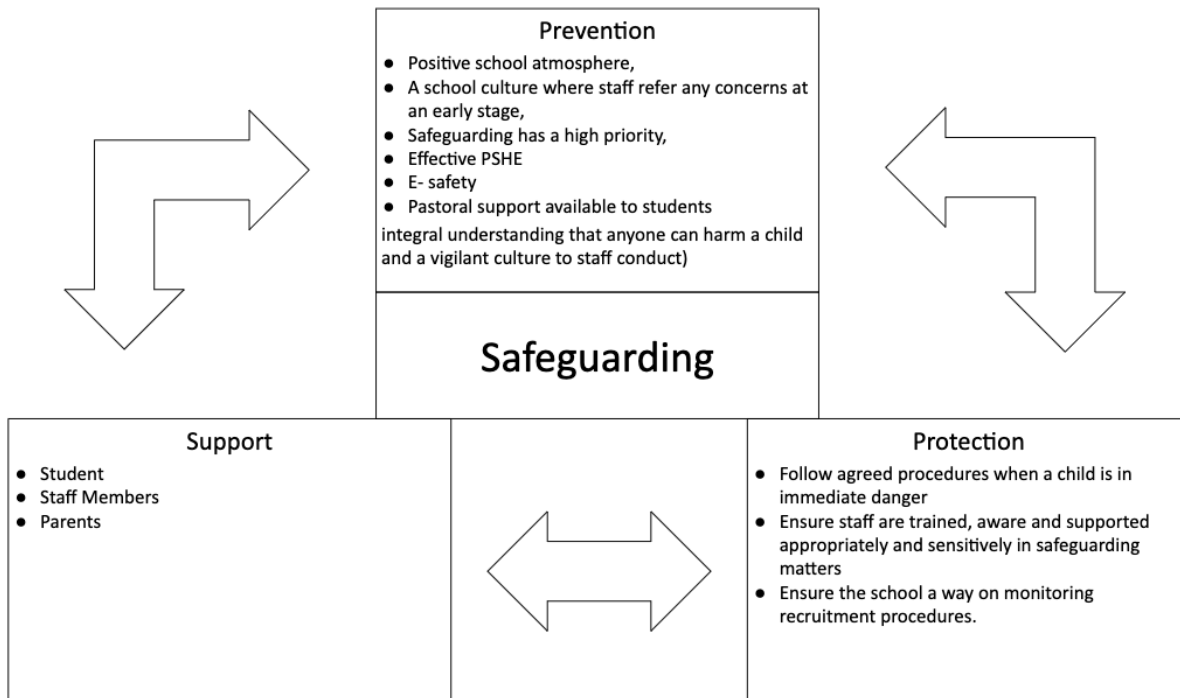 Prevention
● Positive school atmosphere,
● A school culture where staff refer any concerns at
an early stage,
● Safeguarding has a high priority,
● Effective PSHE
● E- safety
● Pastoral support available to students
integral understanding that anyone can harm a child
and a vigilant culture to staff conduct)
Safeguarding
Support
● Student
● Staff Members
● Parents
Protection
● Follow agreed procedures when a child is in
immediate danger
● Ensure staff are trained, aware and supported
appropriately and sensitively in safeguarding
matters
● Ensure the school a way on monitoring
recruitment procedures.